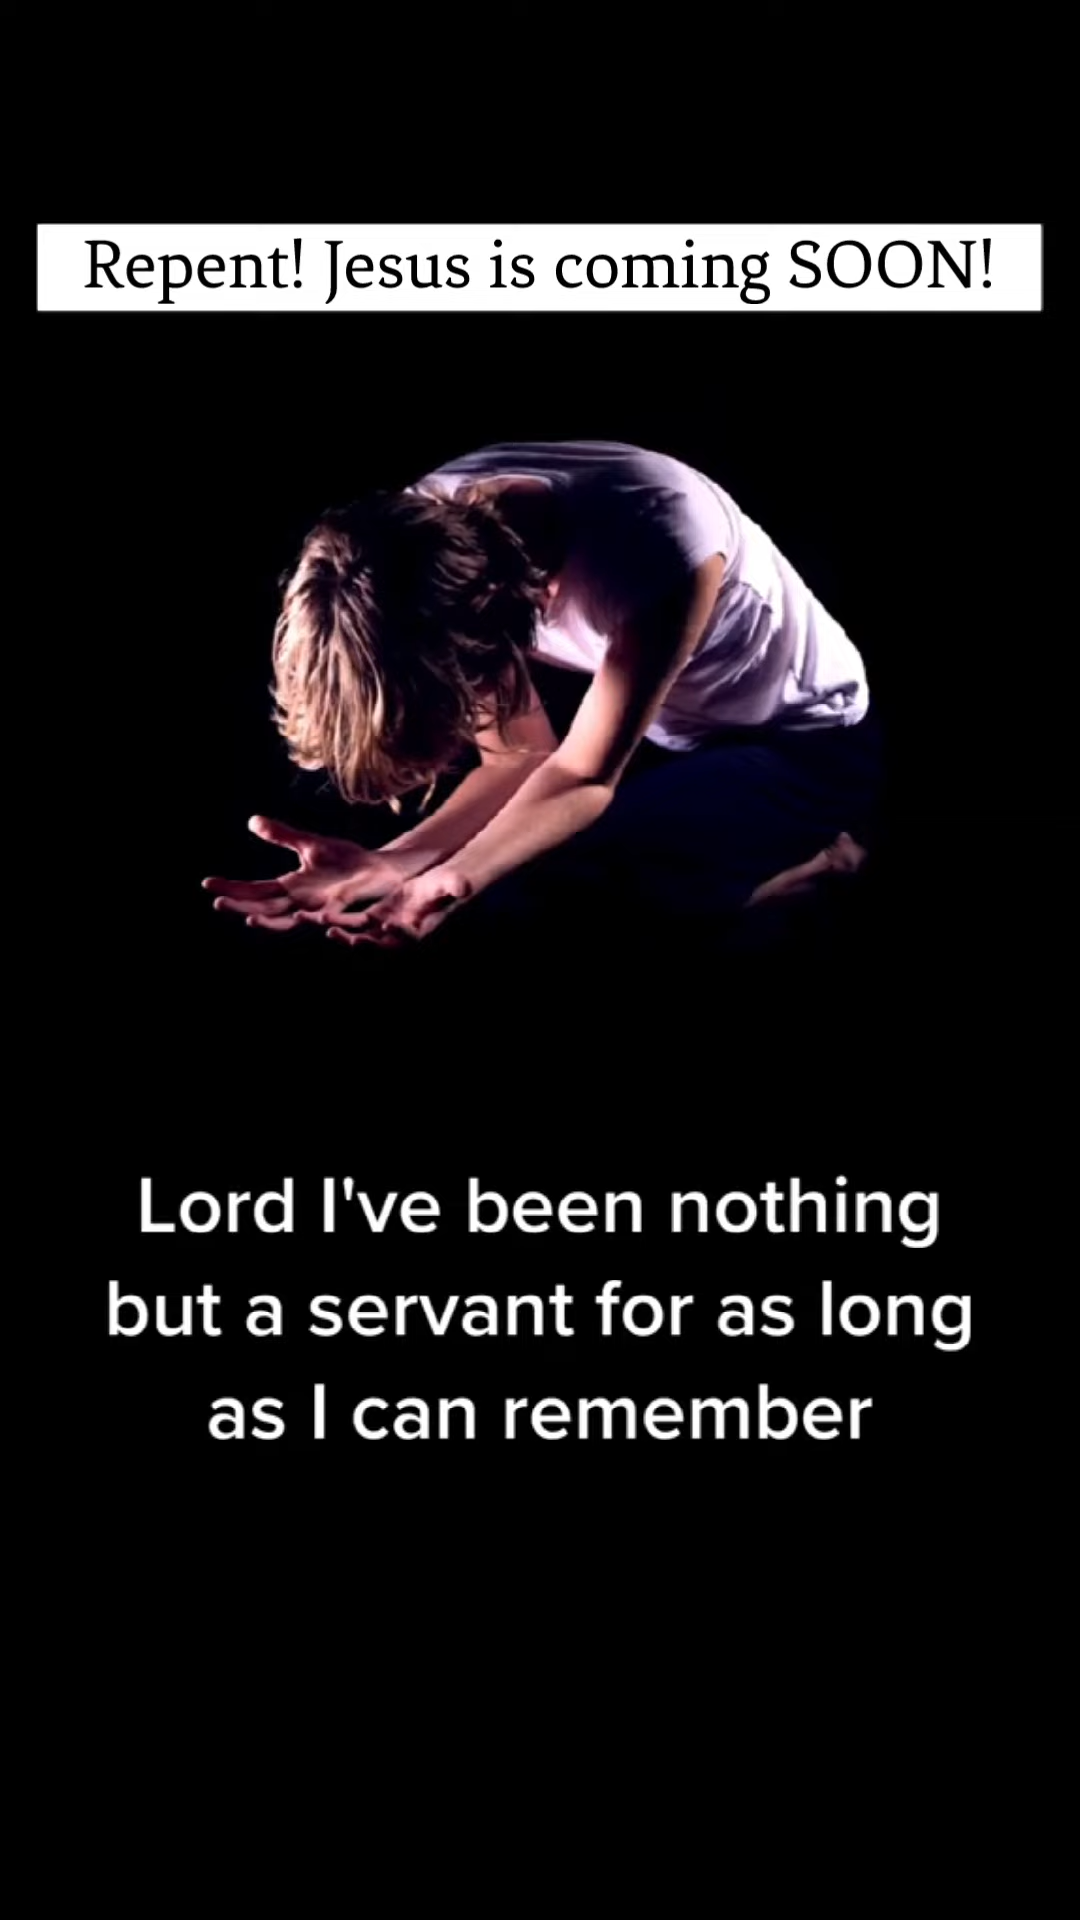 Repent! Jesus is coming SOON!
Lord I've been nothing
but a servant for as long
as I can remember